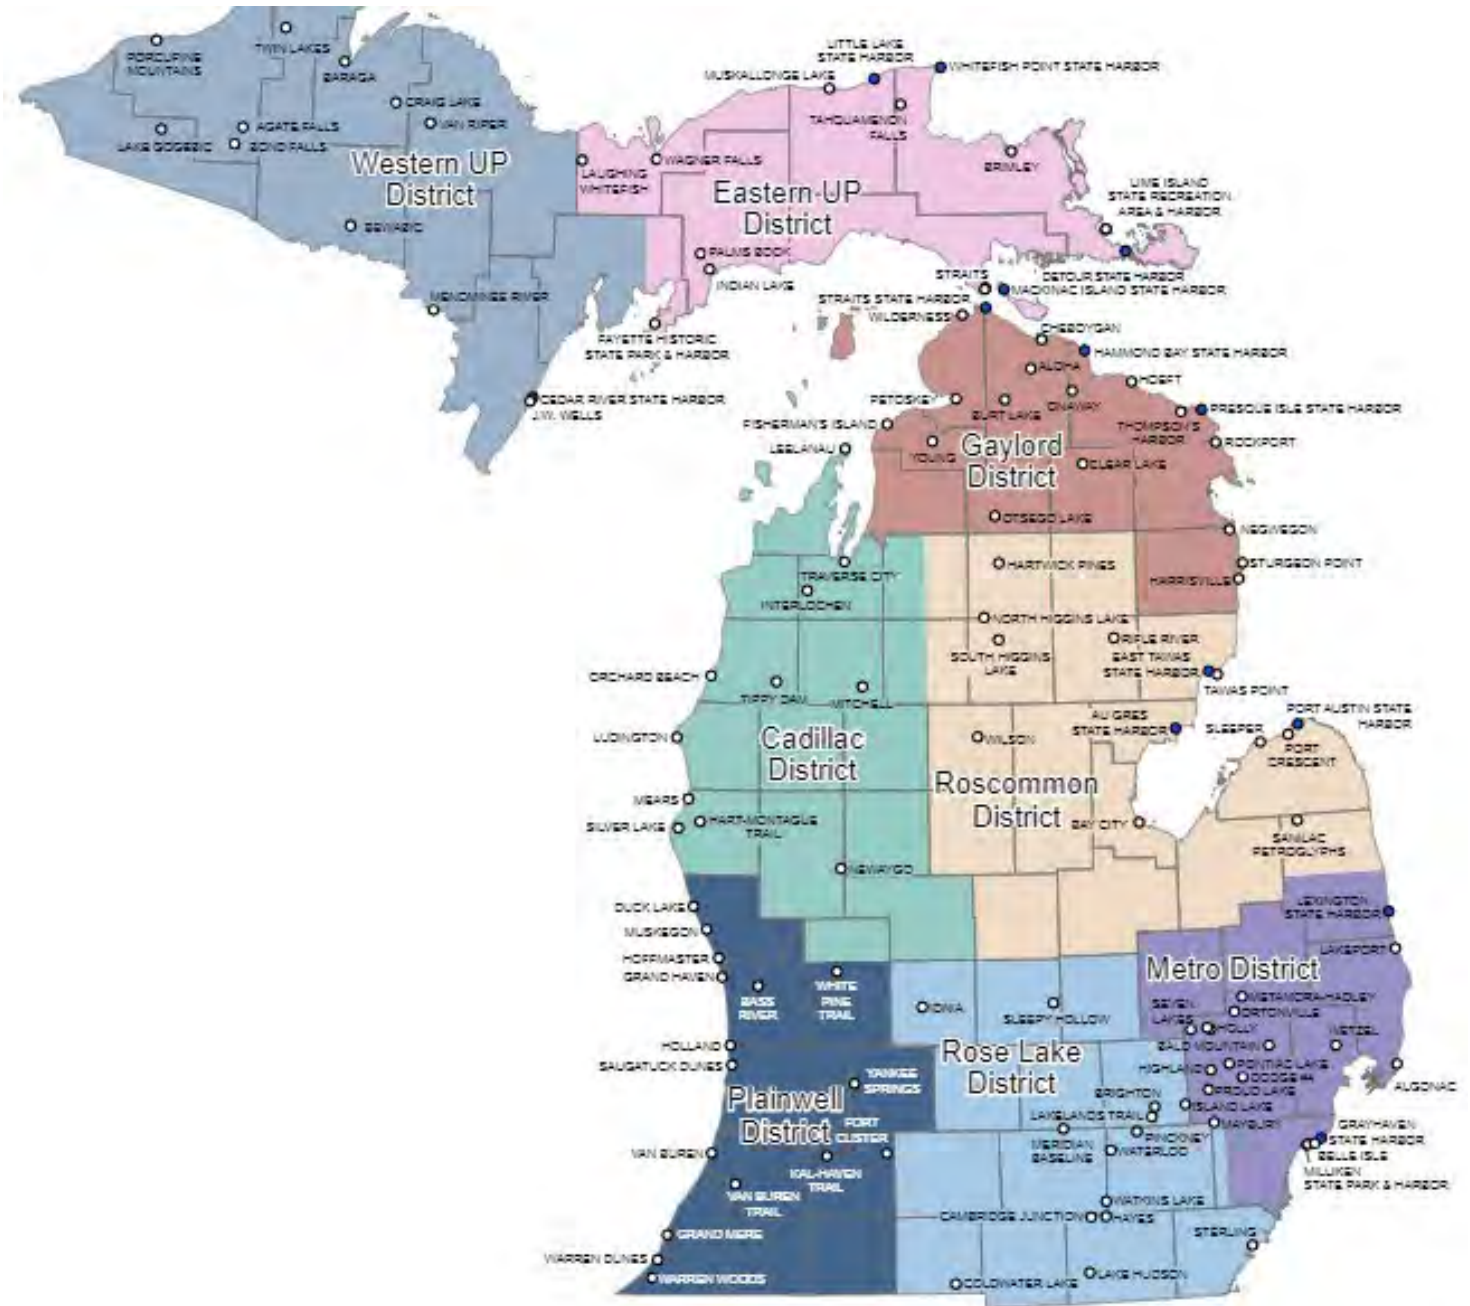 PORCUPINE
MOUNTAINS
TWIN LAKES
BARAGA
CRAIG LAKE
VAN RIPER
LAKE GOGEBIC
AGATE FALLS
BOND FALLS
Western UP
District
BEWABIC
MENOMINEE RIVER
CEDAR RIVER STATE HARBOR
J.W. WELLS
LITTLE LAKE
STATE HARBOR
WHITEFISH POINT STATE HARBOR
MUSKALLONGE LAKE
TAHQUAMENON
FALLS
BRIMLEY
LAUGHING
WHITEFISH
WAGNER FALLS
Eastern UP
District
LIME ISLAND
STATE RECREATION
AREA & HARBOR
PALMS BOOK
INDIAN LAKE
FAYETTE HISTORIC
STATE PARK & HARBOR
DETOUR STATE HARBOR
STRAITS
MACKINAC ISLAND STATE HARBOR
STRAITS STATE HARBOR
WILDERNESS
CHEBOYGAN
HAMMOND BAY STATE HARBOR
ALOHA
HOEFT
PETOSKEY
BURT LAKE
ONAWAY
PRESQUE ISLE STATE HARBOR
THOMPSON'S
HARBOR
FISHERMAN'S ISLAND
ROCKPORT
LEELANAU
YOUNG
Gaylord
District
CLEAR LAKE
OTSEGO LAKE
NEGWEGON
STURGEON POINT
HARRISVILLE
TRAVERSE CITY
INTERLOCHEN
HARTWICK PINES
NORTH HIGGINS LAKE
SOUTH HIGGINS
LAKE
RIFLE RIVER
EAST TAWAS
STATE HARBOR
TAWAS POINT
ORCHARD BEACH
TIPPY DAM
MITCHELL
LUDINGTON
Cadillac
District
WILSON
AU GRES
STATE HARBOR
SLEEPER
PORT AUSTIN STATE
HARBOR
PORT
CRESCENT
Roscommon
District
MEARS
SILVER LAKE
HART-MONTAGUE
TRAIL
BAY CITY
SANILAC
PETROGLYPHS
NEWAYGO
DUCK LAKE
MUSKEGON
HOFFMASTER
GRAND HAVEN
BASS
RIVER
WHITE
PINE
TRAIL
LEXINGTON
STATE HARBOR
LAKEPORT
Metro District
IONIA
SLEEPY HOLLOW
METAMORA-HADLEY
ORTONVILLE
SEVEN
LAKES
HOLLY
WETZEL
BALD MOUNTAIN
HOLLAND
SAUGATUCK DUNES
Rose Lake
District
HIGHLAND
PONTIAC LAKE
DODGE #4
PROUD LAKE
ALGONAC
YANKEE
SPRINGS
Plainwell
District
BRIGHTON
LAKELANDS TRAIL
ISLAND LAKE
MAYBURY
GRAYHAVEN
STATE HARBOR
BELLE ISLE
MILLIKEN
STATE PARK & HARBOR
FORT
CUSTER
MERIDIAN
BASELINE
PINCKNEY
WATERLOO
VAN BUREN
KAL-HAVEN
TRAIL
VAN BUREN
TRAIL
WATKINS LAKE
CAMBRIDGE JUNCTION
HAYES
STERLING
GRAND MERE
WARREN DUNES
WARREN WOODS
COLDWATER LAKE
LAKE HUDSON